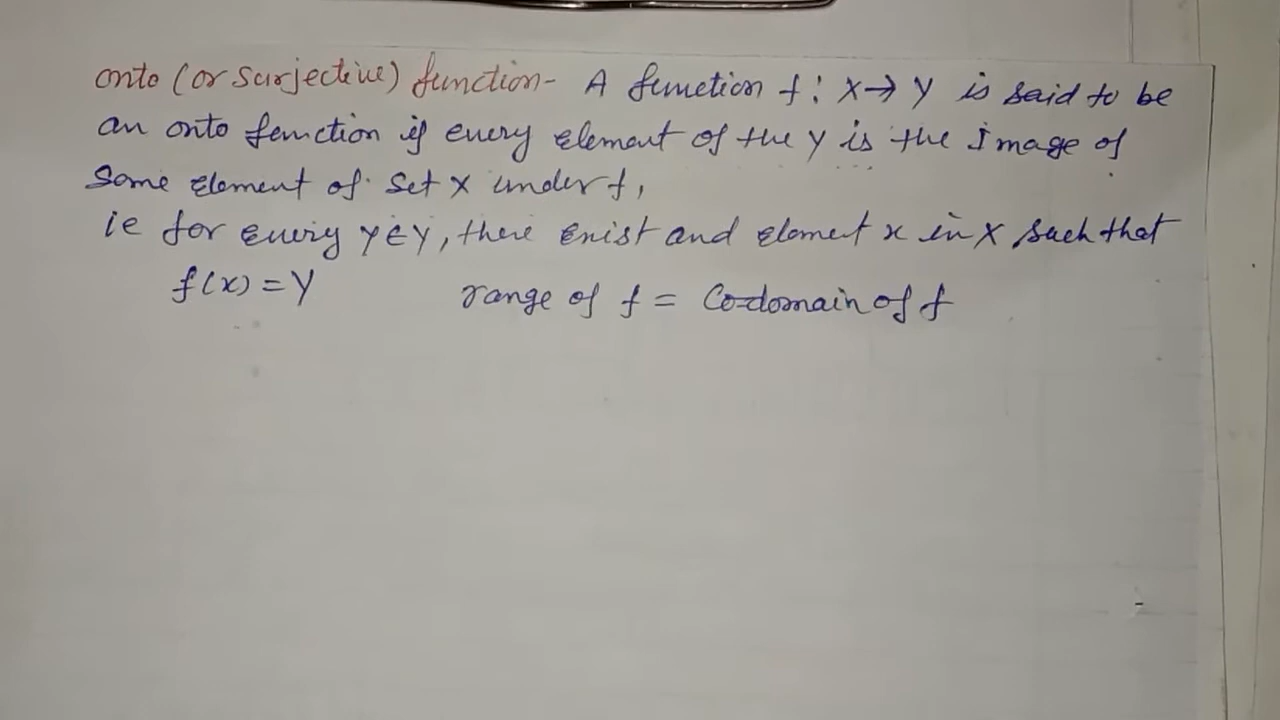 onto (or surjective) function - A function f : X → Y is said to be
an onto function if every element of the Y is the Image of
Some element of Set X under f,
ie for every Y ∈ Y, there exist and element x in X such that
f(x) = Y range of f = Co-domain of f